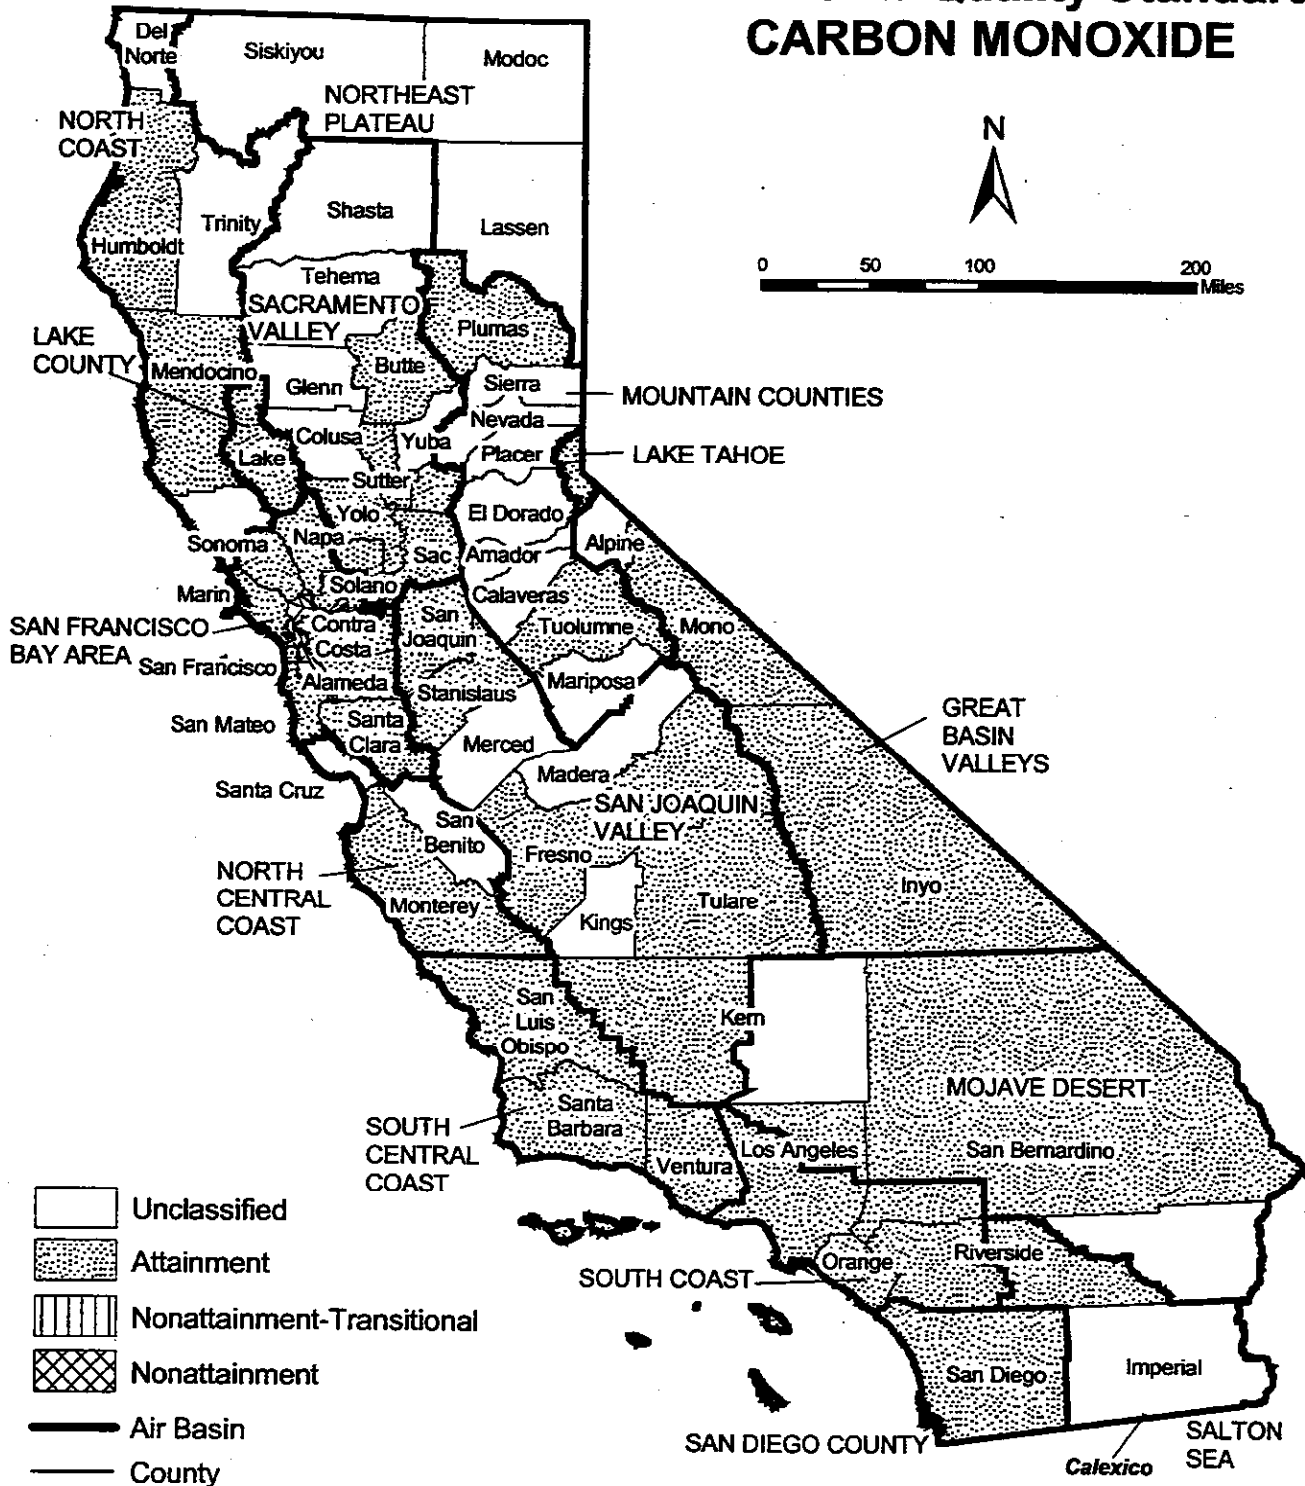 Quality Standard
CARBON MONOXIDE
N
0 50 100 200
Miles
Del
Norte
Siskiyou
Modoc
NORTHEAST
PLATEAU
NORTH
COAST
Trinity
Shasta
Lassen
Humboldt
Tehema
SACRAMENTO
VALLEY
Plumas
LAKE
COUNTY
Mendocino
Butte
Glenn
Sierra
MOUNTAIN COUNTIES
Nevada
Colusa
Yuba
Placer
LAKE TAHOE
Lake
Sutter
Yolo
El Dorado
Napa
Sonoma
Sac
Amador
Alpine
Solano
Marin
Calaveras
SAN FRANCISCO
BAY AREA
Contra
Costa
San
Joaquin
Tuolumne
Mono
San Francisco
Alameda
Stanislaus
Mariposa
San Mateo
Santa
Clara
Merced
GREAT
BASIN
VALLEYS
Madera
Santa Cruz
SAN JOAQUIN
VALLEY
San
Benito
Fresno
NORTH
CENTRAL
COAST
Monterey
Kings
Tulare
Inyo
San
Luis
Obispo
Kern
MOJAVE DESERT
Santa
Barbara
SOUTH
CENTRAL
COAST
Ventura
Los Angeles
San Bernardino
Orange
Riverside
SOUTH COAST
San Diego
Imperial
SAN DIEGO COUNTY
Calexico
SALTON
SEA
Unclassified
Attainment
Nonattainment-Transitional
Nonattainment
Air Basin
County